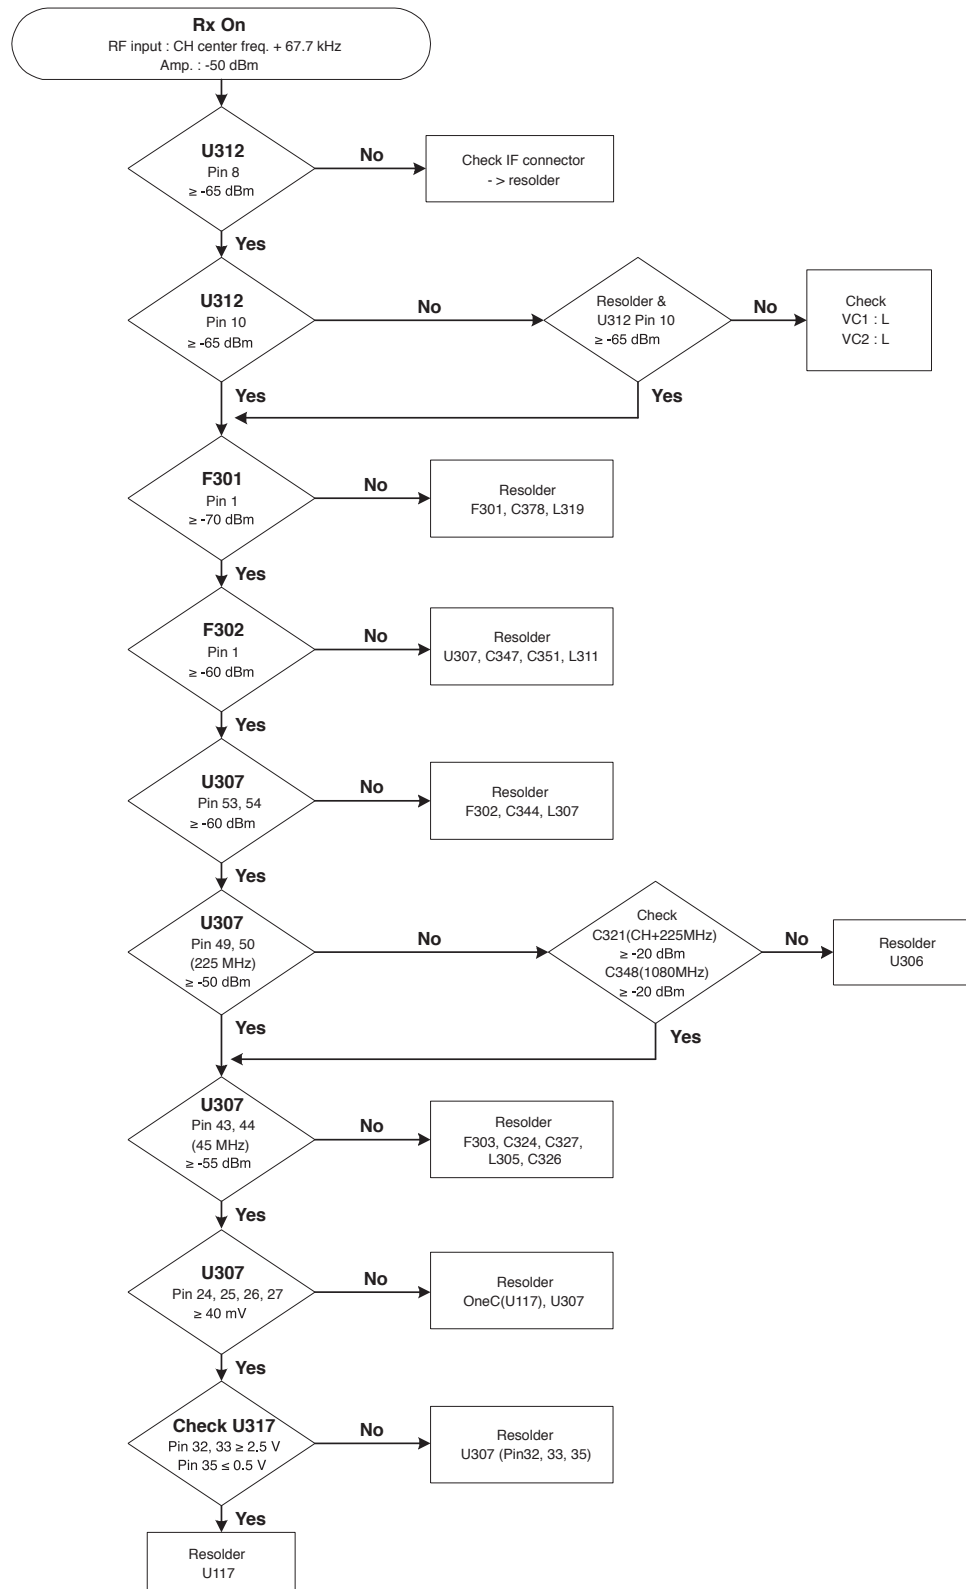 Rx On
RF input : CH center freq. + 67.7 kHz
Amp. : -50 dBm
U312
Pin 8
≥ -65 dBm
No
Check IF connector
- > resolder
Yes
U312
Pin 10
≥ -65 dBm
No
Resolder &
U312 Pin 10
≥ -65 dBm
No
Check
VC1 : L
VC2 : L
Yes
Yes
F301
Pin 1
≥ -70 dBm
No
Resolder
F301, C378, L319
Yes
F302
Pin 1
≥ -60 dBm
No
Resolder
U307, C347, C351, L311
Yes
U307
Pin 53, 54
≥ -60 dBm
No
Resolder
F302, C344, L307
Yes
U307
Pin 49, 50
(225 MHz)
≥ -50 dBm
No
Check
C321(CH+225MHz)
≥ -20 dBm
C348(1080MHz)
≥ -20 dBm
No
Resolder
U306
Yes
Yes
U307
Pin 43, 44
(45 MHz)
≥ -55 dBm
No
Resolder
F303, C324, C327,
L305, C326
Yes
U307
Pin 24, 25, 26, 27
≥ 40 mV
No
Resolder
OneC(U117), U307
Yes
Check U317
Pin 32, 33 ≥ 2.5 V
Pin 35 ≤ 0.5 V
No
Resolder
U307 (Pin32, 33, 35)
Yes
Resolder
U117